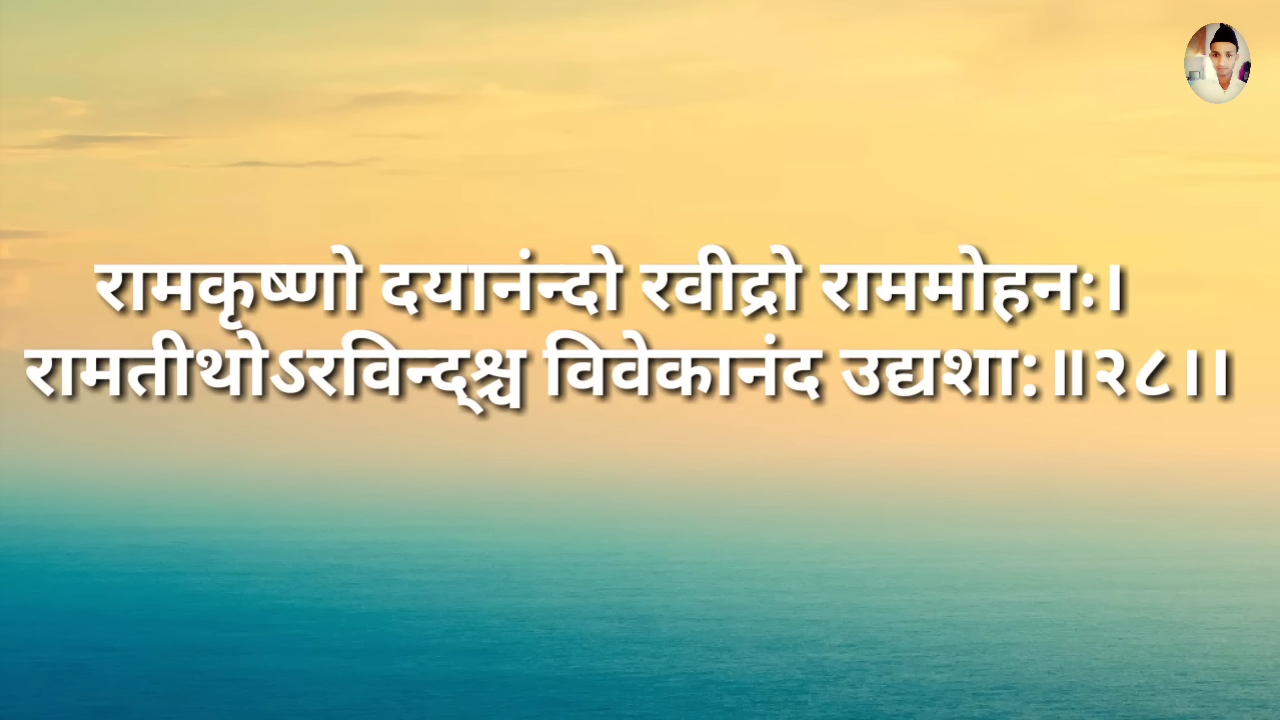 रामकृष्णो दयानंन्दो रवीद्रो राममोहनः।
रामतीथोऽरविन्द्श्च विवेकानंद उद्यशा:॥२८।।